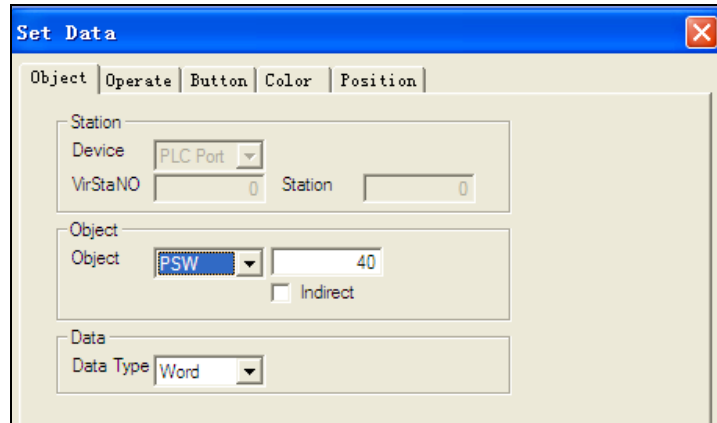 Set Data
Object Operate Button Color Position
Station
Device PLC Port
VirStaNO 0 Station 0
Object
Object PSW 40
Indirect
Data
Data Type Word